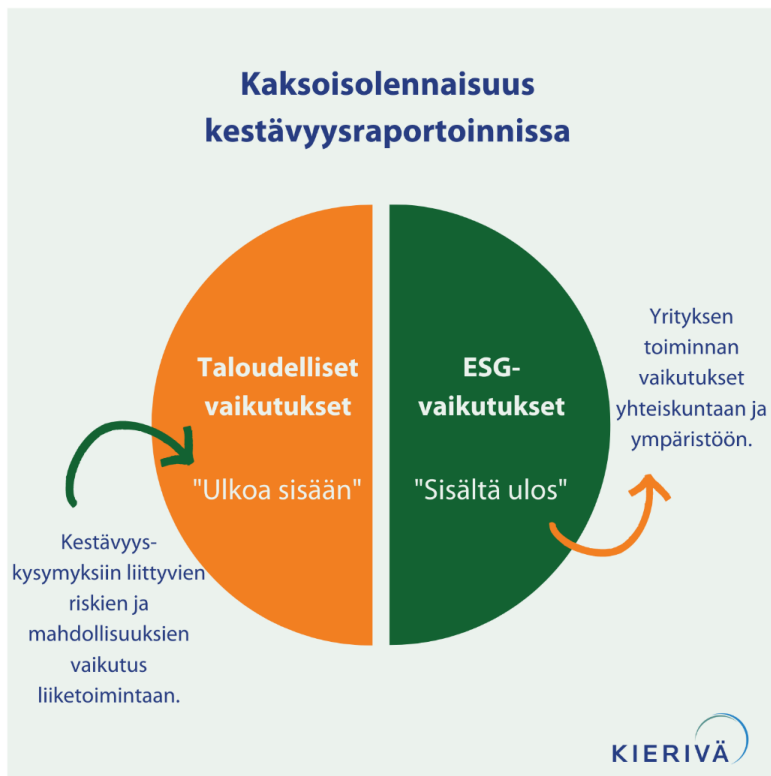 Kaksoisolennaisuus
kestävyysraportoinnissa
Taloudelliset
vaikutukset
"Ulkoa sisään"
Kestävyys-
kysymyksiin liittyvien
riskien ja
mahdollisuuksien
vaikutus
liiketoimintaan.
ESG-
vaikutukset
"Sisältä ulos"
Yrityksen
toiminnan
vaikutukset
yhteiskuntaan ja
ympäristöön.
KIERIVÄ